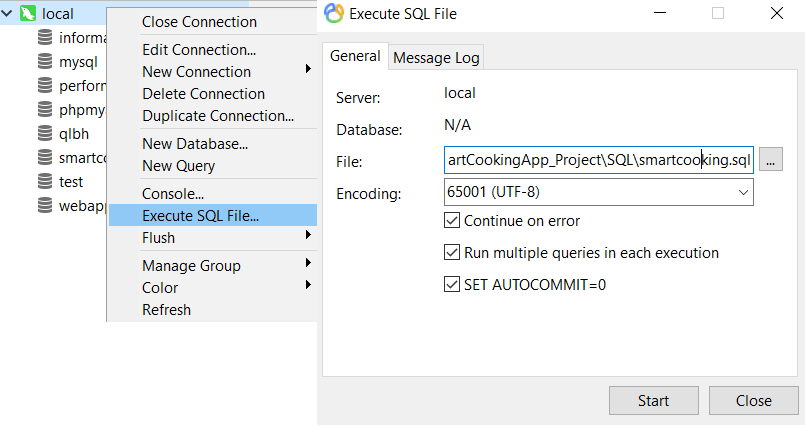 local
informa
mysql
perform
phpmy
qlbh
smartco
test
webapp
Close Connection
Edit Connection...
New Connection
Delete Connection
Duplicate Connection...
New Database...
New Query
Console...
Execute SQL File...
Flush
Manage Group
Color
Refresh
Execute SQL File
General
Message Log
Server:
local
Database:
N/A
File:
artCookingApp_Project\SQL\smartcooking.sql
...
Encoding:
65001 (UTF-8)
Continue on error
Run multiple queries in each execution
SET AUTOCOMMIT=0
Start
Close